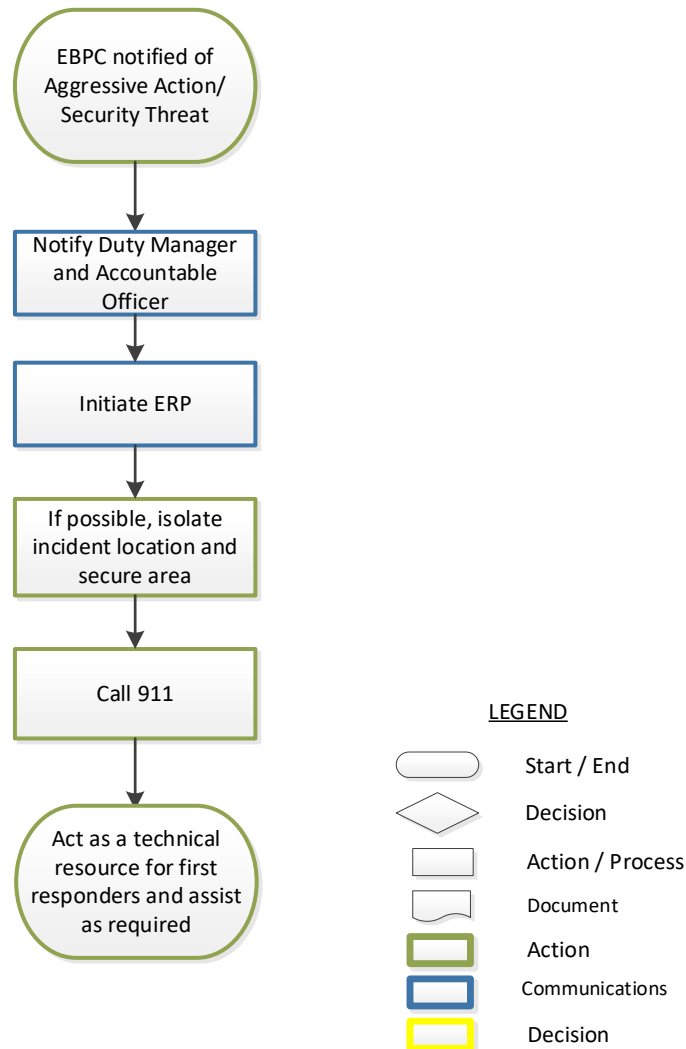 EBPC notified of
Aggressive Action/
Security Threat
Notify Duty Manager
and Accountable
Officer
Initiate ERP
If possible, isolate
incident location and
secure area
Call 911
Act as a technical
resource for first
responders and assist
as required
LEGEND
Start / End
Decision
Action / Process
Document
Action
Communications
Decision